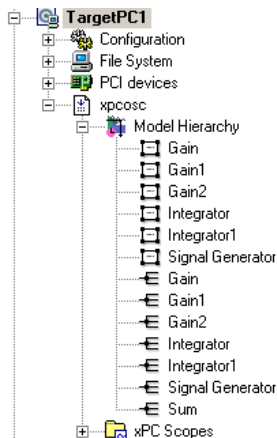 TargetPC1
Configuration
File System
PCI devices
xpcosc
Model Hierarchy
Gain
Gain1
Gain2
Integrator
Integrator1
Signal Generator
Gain
Gain1
Gain2
Integrator
Integrator1
Signal Generator
Sum
xPC Scopes